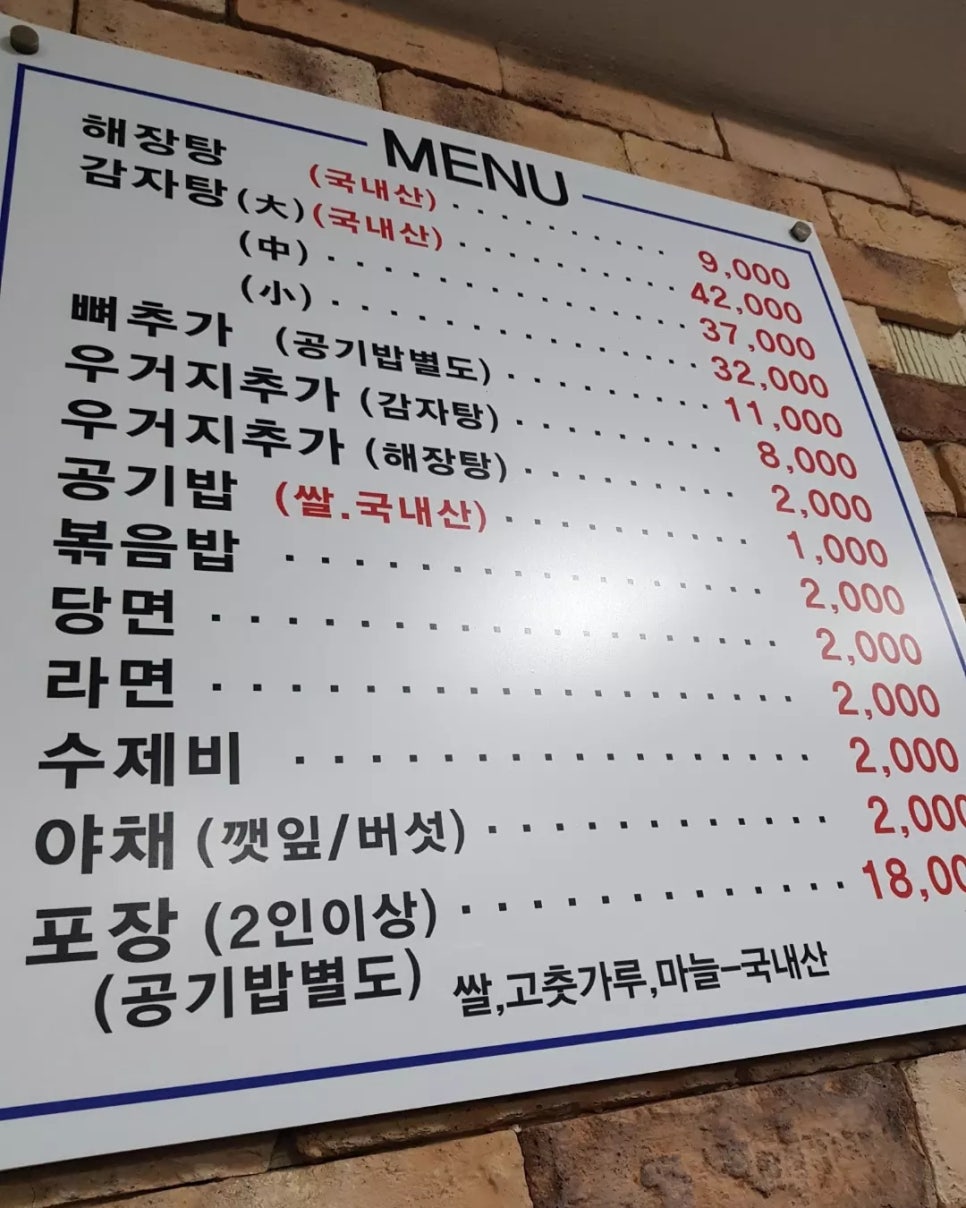 MENU
해장탕 (국내산) 9,000
감자탕(大)(국내산) 42,000
(中) 37,000
(小) 32,000
뼈추가 (공기밥별도) 11,000
우거지추가 (감자탕) 8,000
우거지추가 (해장탕) 2,000
공기밥 (쌀.국내산) 1,000
볶음밥 2,000
당면 2,000
라면 2,000
수제비 2,000
야채 (깻잎/버섯) 2,000
포장 (2인이상) 18,00
(공기밥별도) 쌀,고춧가루,마늘-국내산